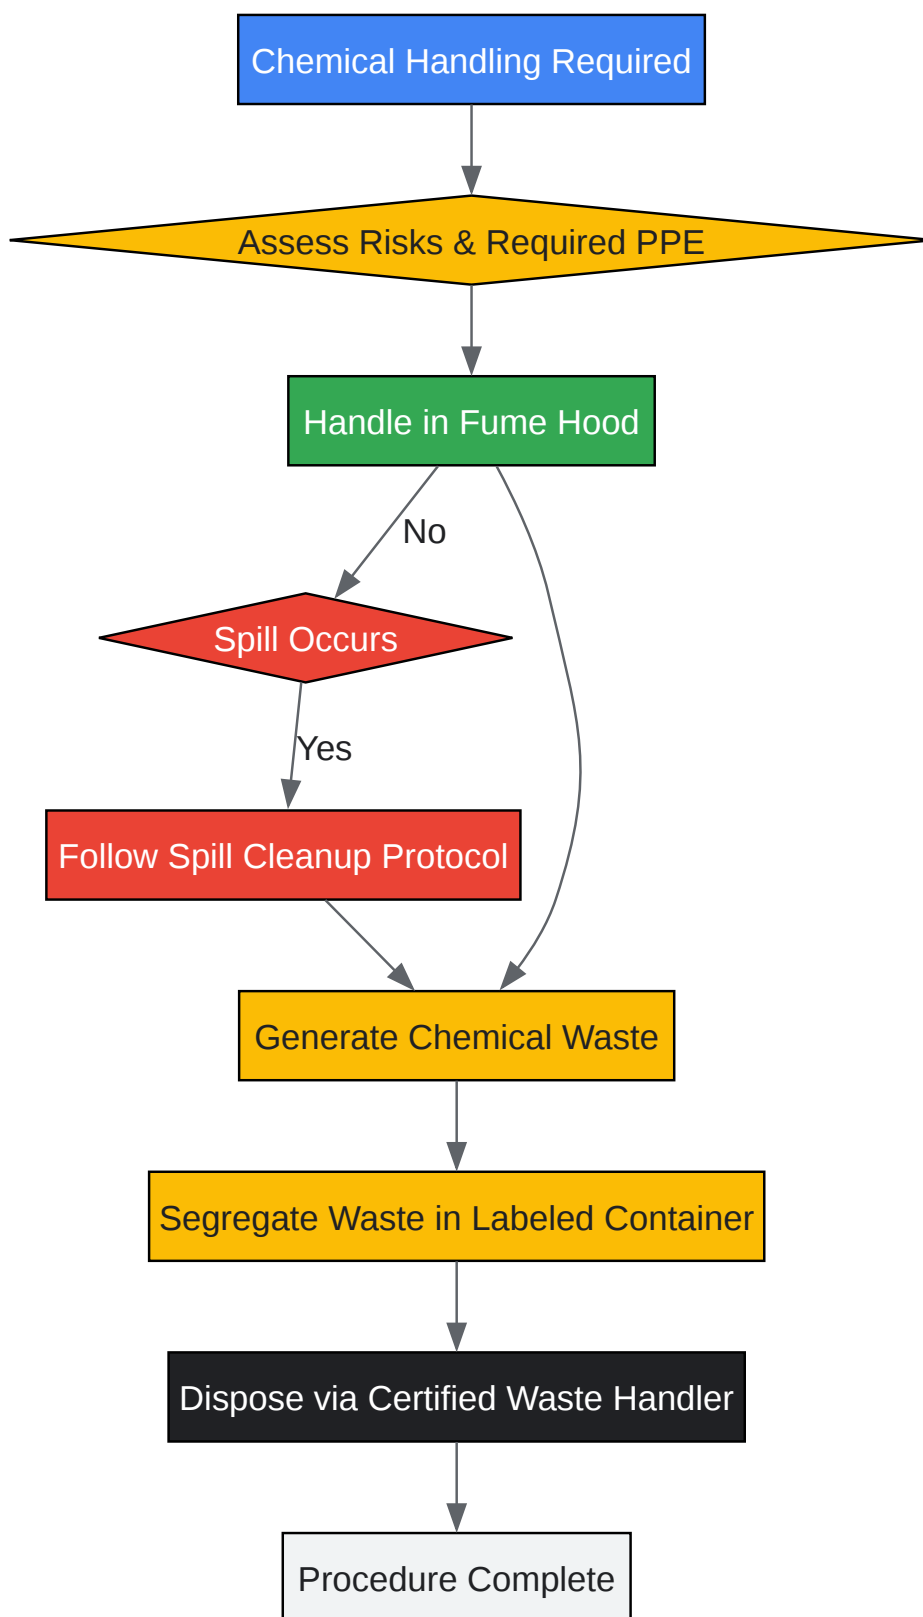 Chemical Handling Required
Assess Risks & Required PPE
Handle in Fume Hood
No
Spill Occurs
Yes
Follow Spill Cleanup Protocol
Generate Chemical Waste
Segregate Waste in Labeled Container
Dispose via Certified Waste Handler
Procedure Complete